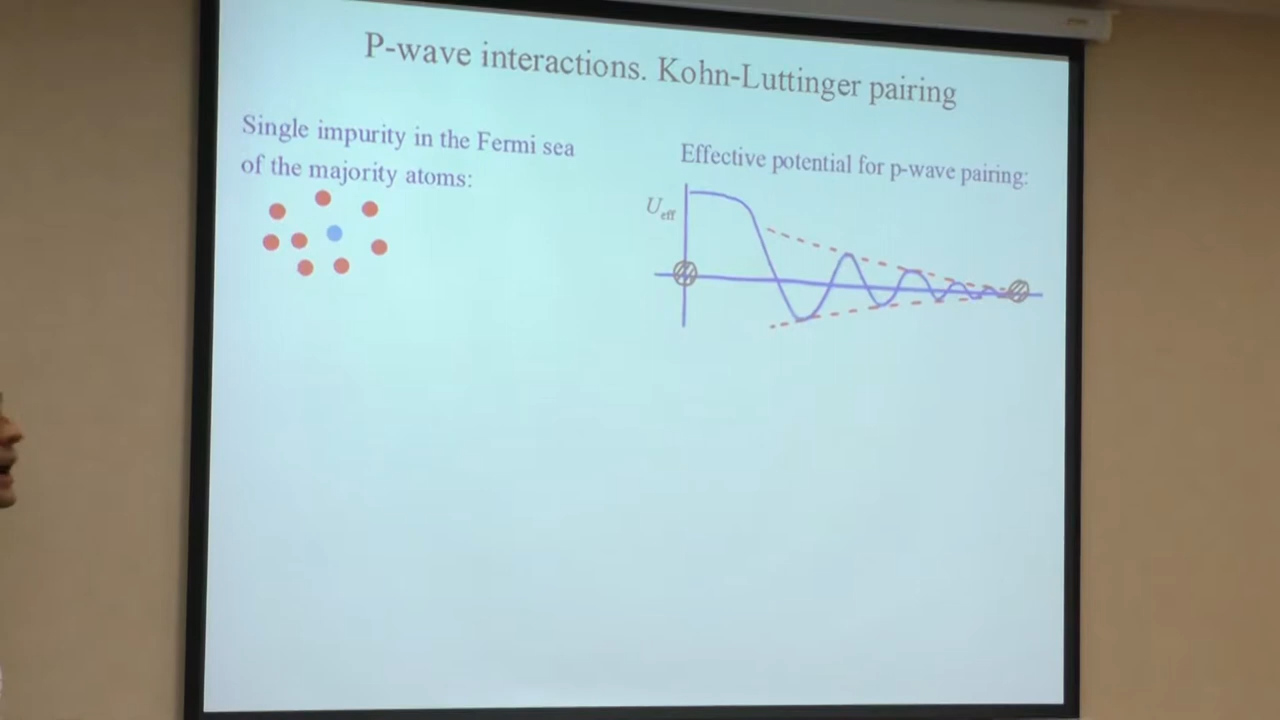 P-wave interactions. Kohn-Luttinger pairing
Single impurity in the Fermi sea
of the majority atoms:
Effective potential for p-wave pairing:
U_eff